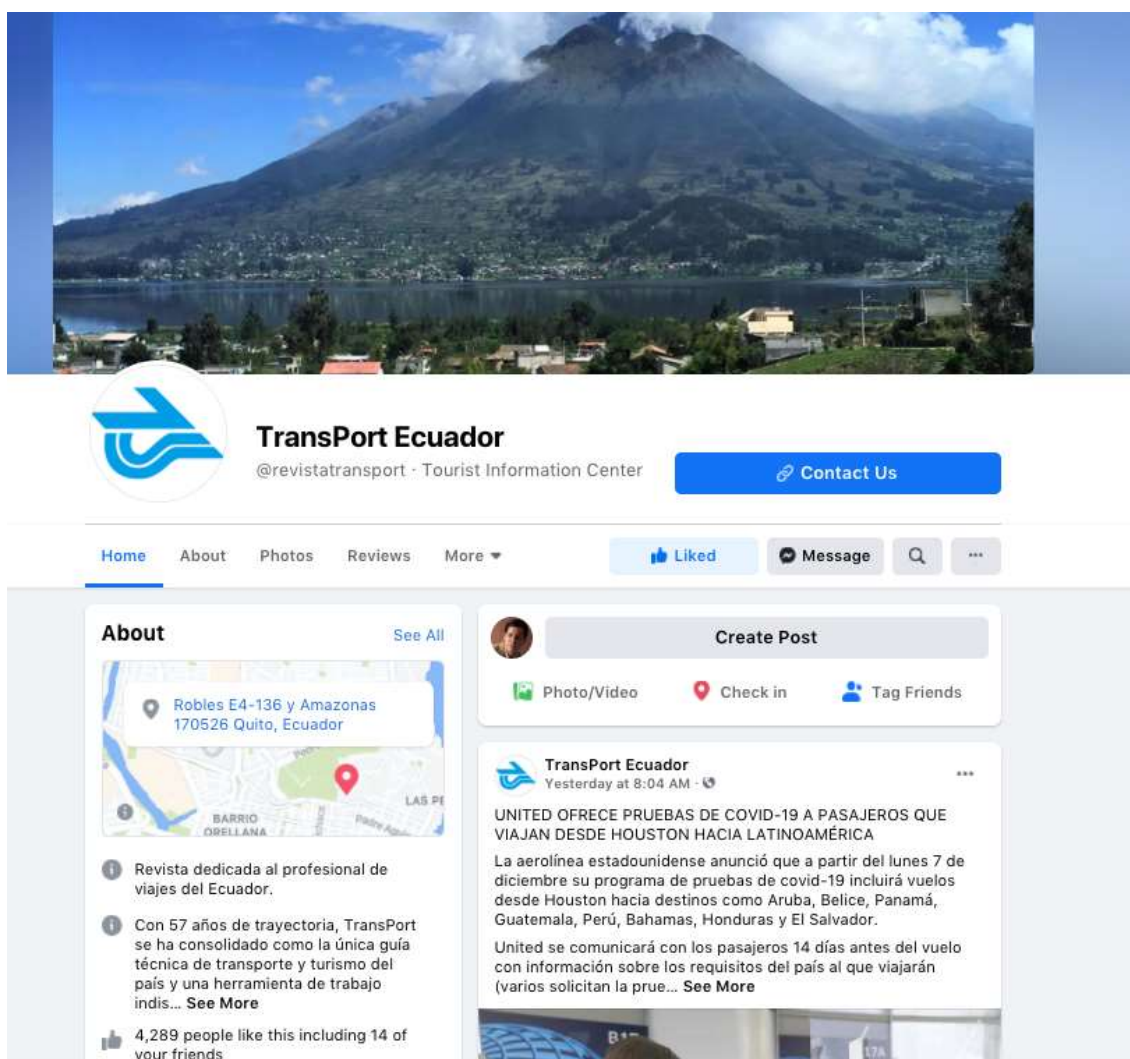 TransPort Ecuador
@revistatransport · Tourist Information Center
Contact Us
Home
About
Photos
Reviews
More
Liked
Message
About
See All
Robles E4-136 y Amazonas
170526 Quito, Ecuador
BARRIO
ORELLANA
LAS PE
Padre
Revista dedicada al profesional de
viajes del Ecuador.
Con 57 años de trayectoria, TransPort
se ha consolidado como la única guía
técnica de transporte y turismo del
país y una herramienta de trabajo
indis... See More
4,289 people like this including 14 of
your friends
Create Post
Photo/Video
Check in
Tag Friends
TransPort Ecuador
Yesterday at 8:04 AM ·
UNITED OFRECE PRUEBAS DE COVID-19 A PASAJEROS QUE
VIAJAN DESDE HOUSTON HACIA LATINOAMÉRICA
La aerolínea estadounidense anunció que a partir del lunes 7 de
diciembre su programa de pruebas de covid-19 incluirá vuelos
desde Houston hacia destinos como Aruba, Belice, Panamá,
Guatemala, Perú, Bahamas, Honduras y El Salvador.
United se comunicará con los pasajeros 14 días antes del vuelo
con información sobre los requisitos del país al que viajarán
(varios solicitan la prue... See More